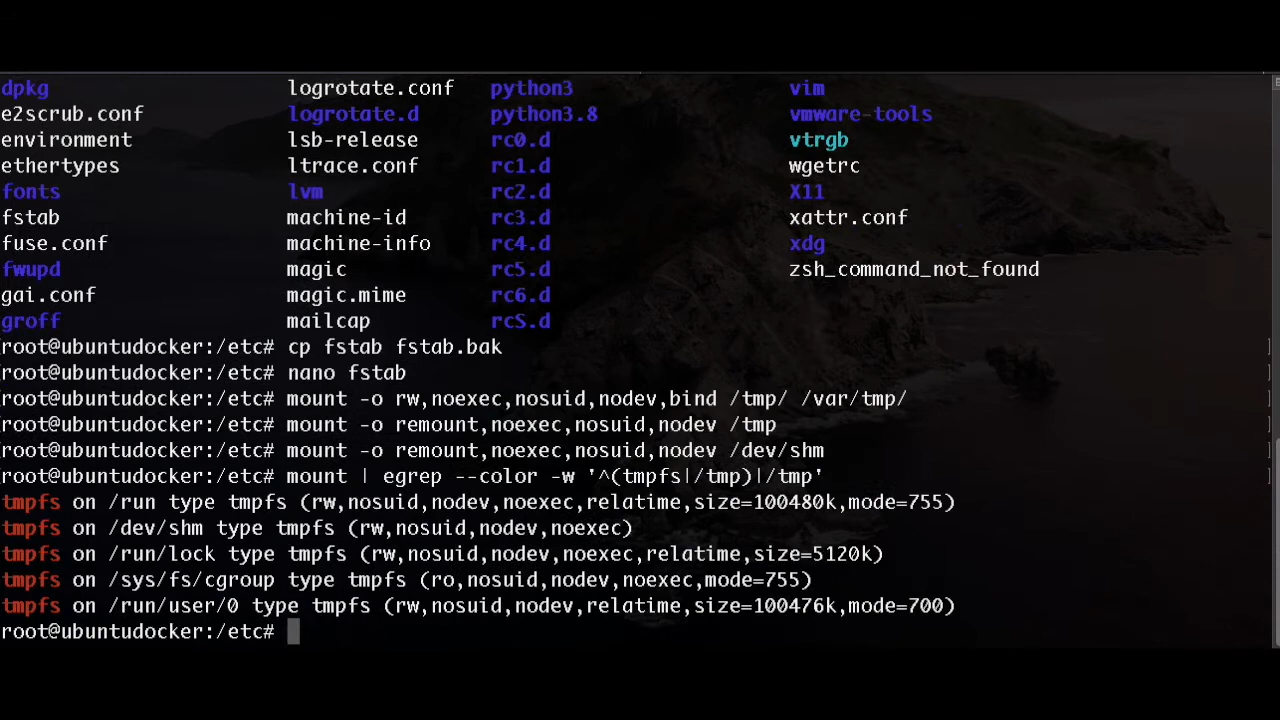 dpkg logrotate.conf python3 vim
e2scrub.conf logrotate.d python3.8 vmware-tools
environment lsb-release rc0.d vtrgb
ethertypes ltrace.conf rc1.d wgetrc
fonts lvm rc2.d X11
fstab machine-id rc3.d xattr.conf
fuse.conf machine-info rc4.d xdg
fwupd magic rc5.d zsh_command_not_found
gai.conf magic.mime rc6.d
groff mailcap rcS.d
[root@ubuntudocker:/etc# cp fstab fstab.bak ]
[root@ubuntudocker:/etc# nano fstab ]
[root@ubuntudocker:/etc# mount -o rw,noexec,nosuid,nodev,bind /tmp/ /var/tmp/ ]
[root@ubuntudocker:/etc# mount -o remount,noexec,nosuid,nodev /tmp ]
[root@ubuntudocker:/etc# mount -o remount,noexec,nosuid,nodev /dev/shm ]
[root@ubuntudocker:/etc# mount | egrep --color -w '^(tmpfs|/tmp)|/tmp' ]
tmpfs on /run type tmpfs (rw,nosuid,nodev,noexec,relatime,size=100480k,mode=755)
tmpfs on /dev/shm type tmpfs (rw,nosuid,nodev,noexec)
tmpfs on /run/lock type tmpfs (rw,nosuid,nodev,noexec,relatime,size=5120k)
tmpfs on /sys/fs/cgroup type tmpfs (ro,nosuid,nodev,noexec,mode=755)
tmpfs on /run/user/0 type tmpfs (rw,nosuid,nodev,relatime,size=100476k,mode=700)
root@ubuntudocker:/etc#